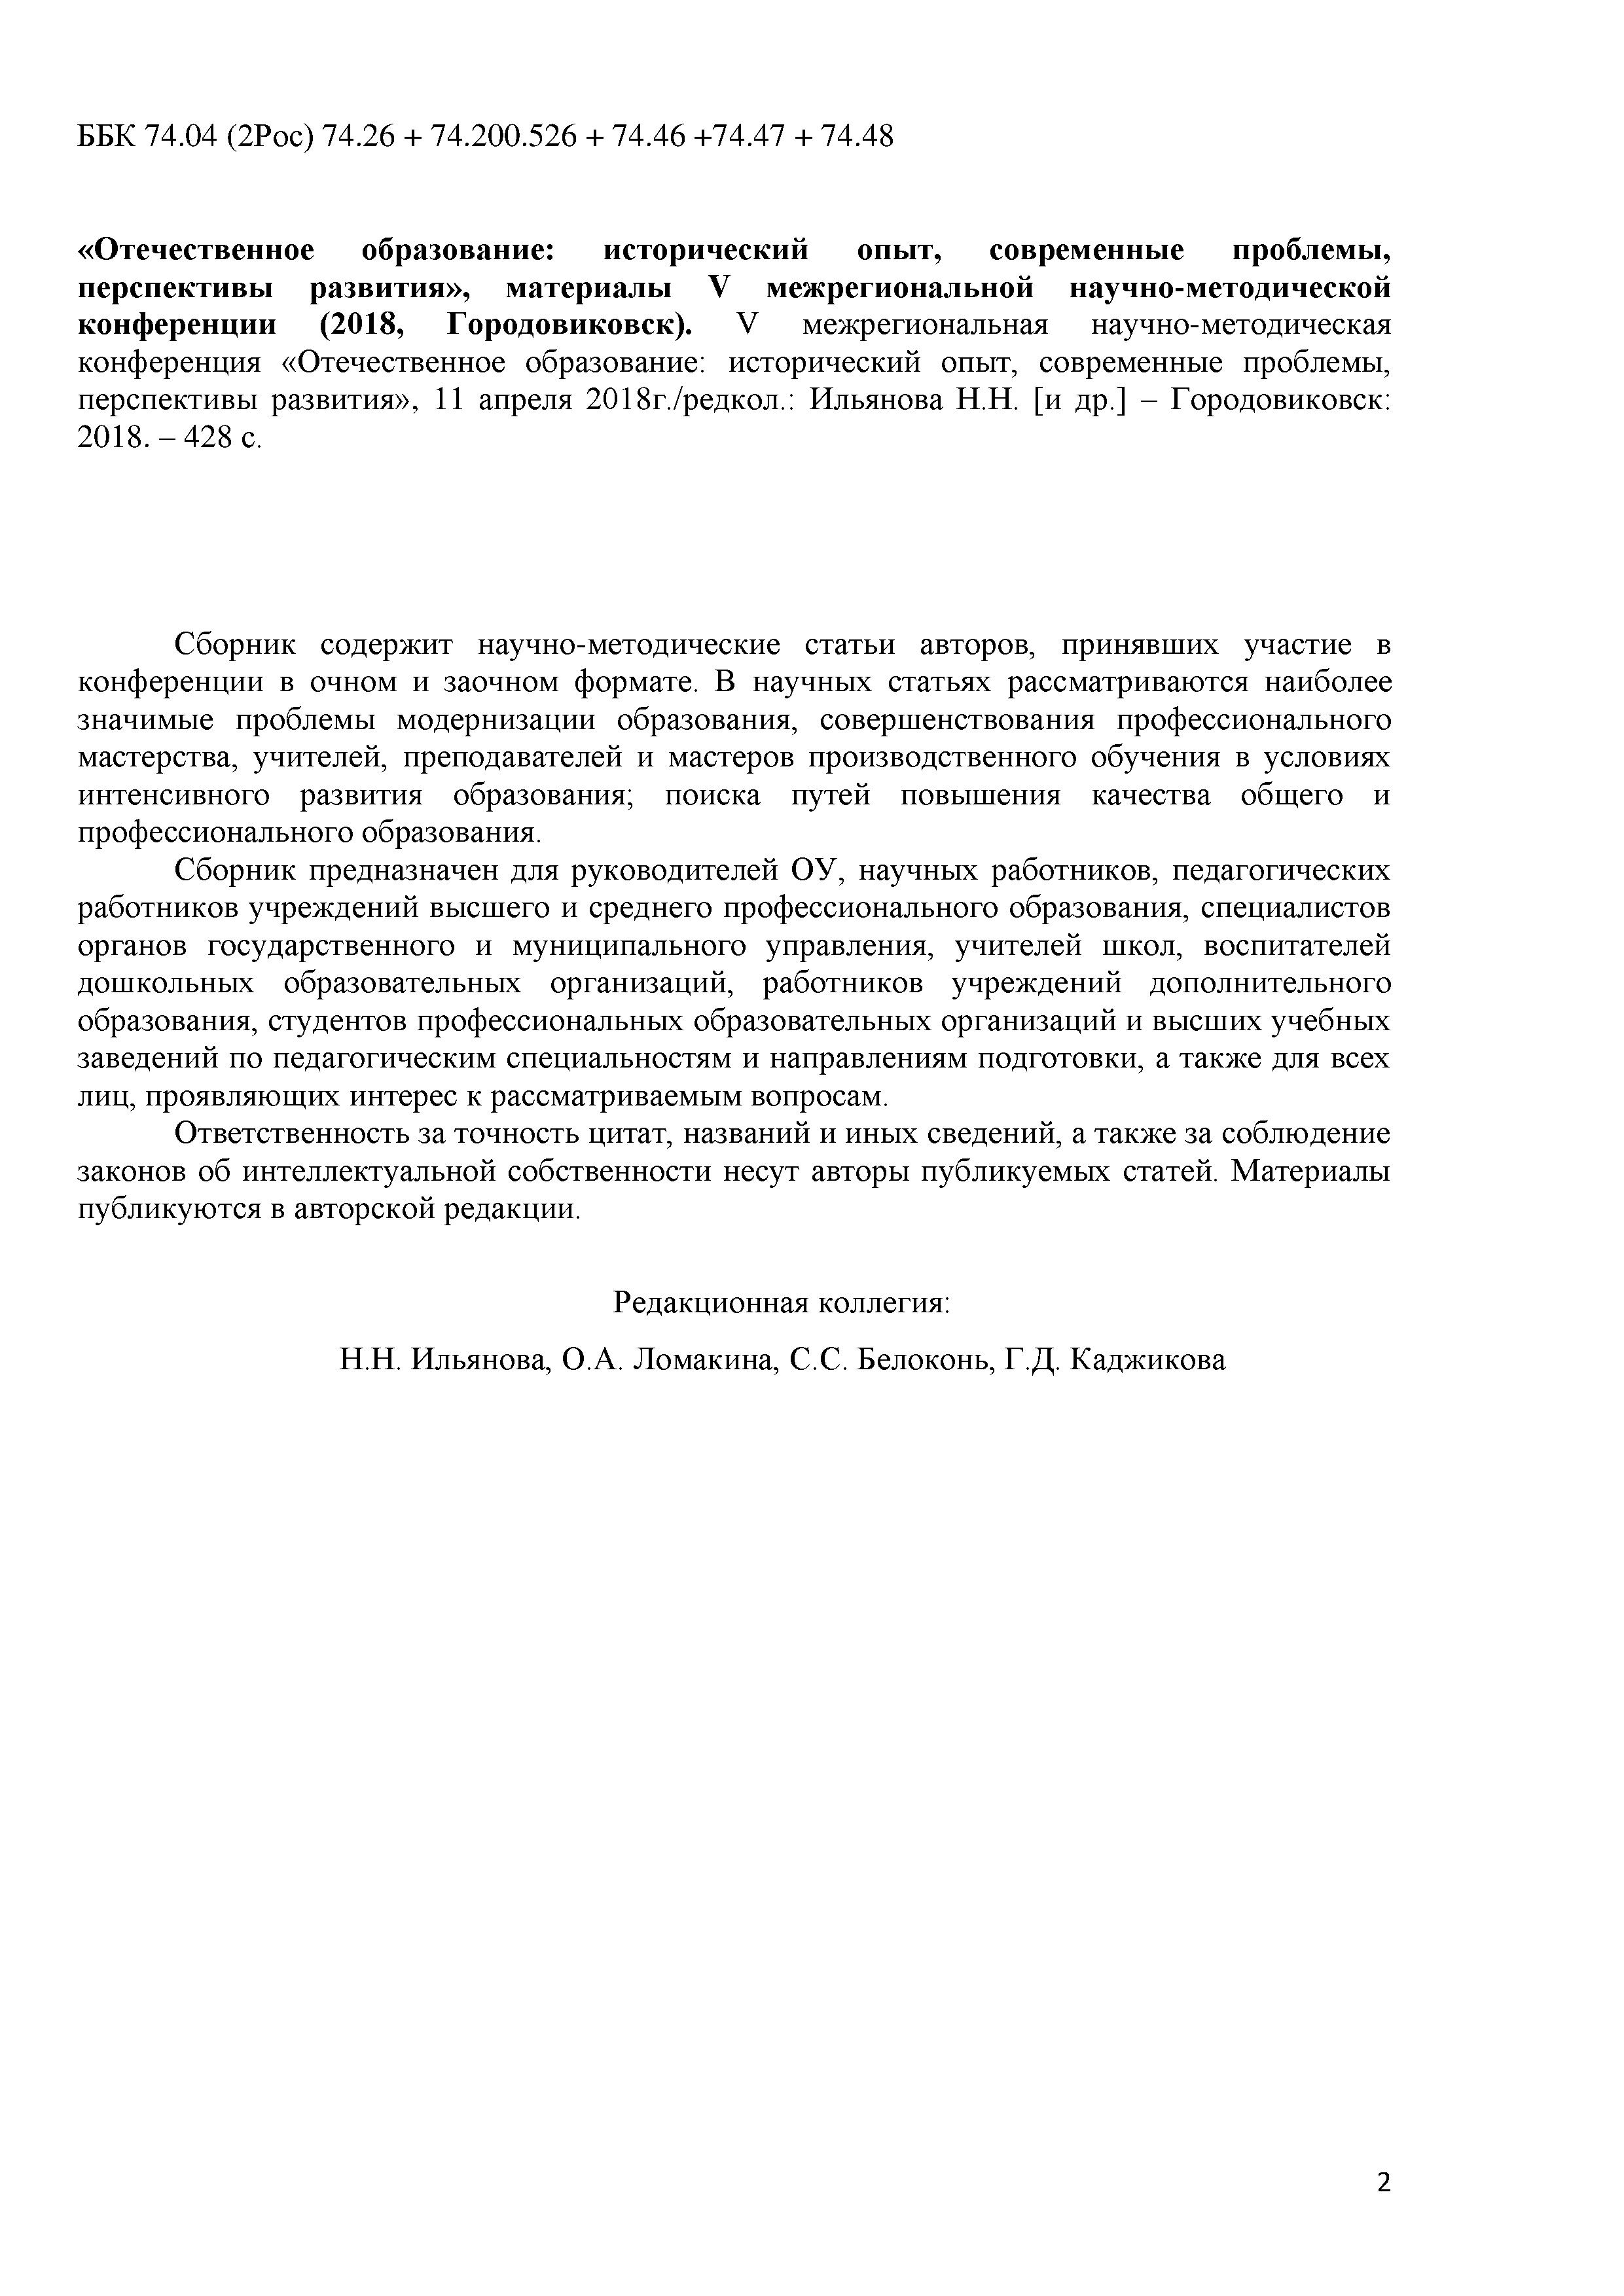 ББК 74.04 (2Рос) 74.26 + 74.200.526 + 74.46 +74.47 + 74.48
«Отечественное образование: исторический опыт, современные проблемы,
перспективы развития», материалы V межрегиональной научно-методической
конференции (2018, Городовиковск). V межрегиональная научно-методическая
конференция «Отечественное образование: исторический опыт, современные проблемы,
перспективы развития», 11 апреля 2018г./редкол.: Ильянова Н.Н. [и др.] – Городовиковск:
2018. – 428 с.
Сборник содержит научно-методические статьи авторов, принявших участие в
конференции в очном и заочном формате. В научных статьях рассматриваются наиболее
значимые проблемы модернизации образования, совершенствования профессионального
мастерства, учителей, преподавателей и мастеров производственного обучения в условиях
интенсивного развития образования; поиска путей повышения качества общего и
профессионального образования.
Сборник предназначен для руководителей ОУ, научных работников, педагогических
работников учреждений высшего и среднего профессионального образования, специалистов
органов государственного и муниципального управления, учителей школ, воспитателей
дошкольных образовательных организаций, работников учреждений дополнительного
образования, студентов профессиональных образовательных организаций и высших учебных
заведений по педагогическим специальностям и направлениям подготовки, а также для всех
лиц, проявляющих интерес к рассматриваемым вопросам.
Ответственность за точность цитат, названий и иных сведений, а также за соблюдение
законов об интеллектуальной собственности несут авторы публикуемых статей. Материалы
публикуются в авторской редакции.
Редакционная коллегия:
Н.Н. Ильянова, О.А. Ломакина, С.С. Белоконь, Г.Д. Каджикова
2